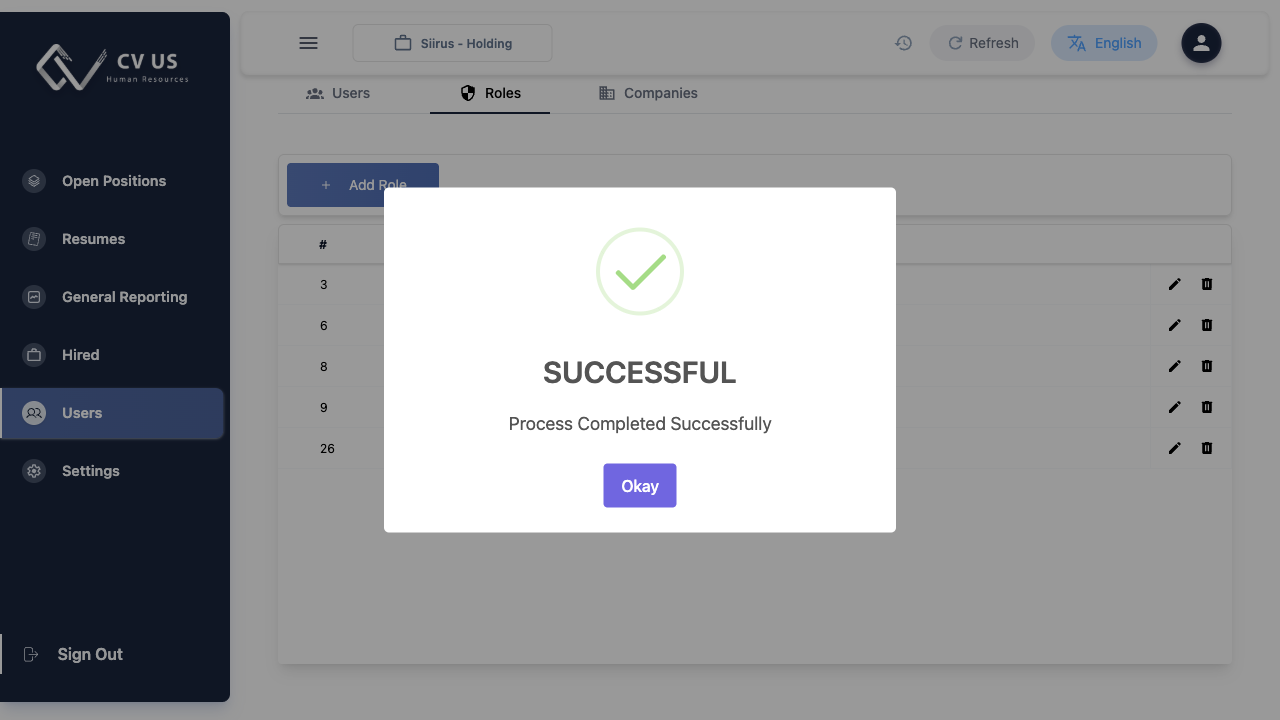 CV US
Human Resources
Open Positions
Resumes
General Reporting
Hired
Users
Settings
Sign Out
Siirus - Holding
Refresh
English
Users
Roles
Companies
+ Add Role
#
3
6
8
9
26
SUCCESSFUL
Process Completed Successfully
Okay